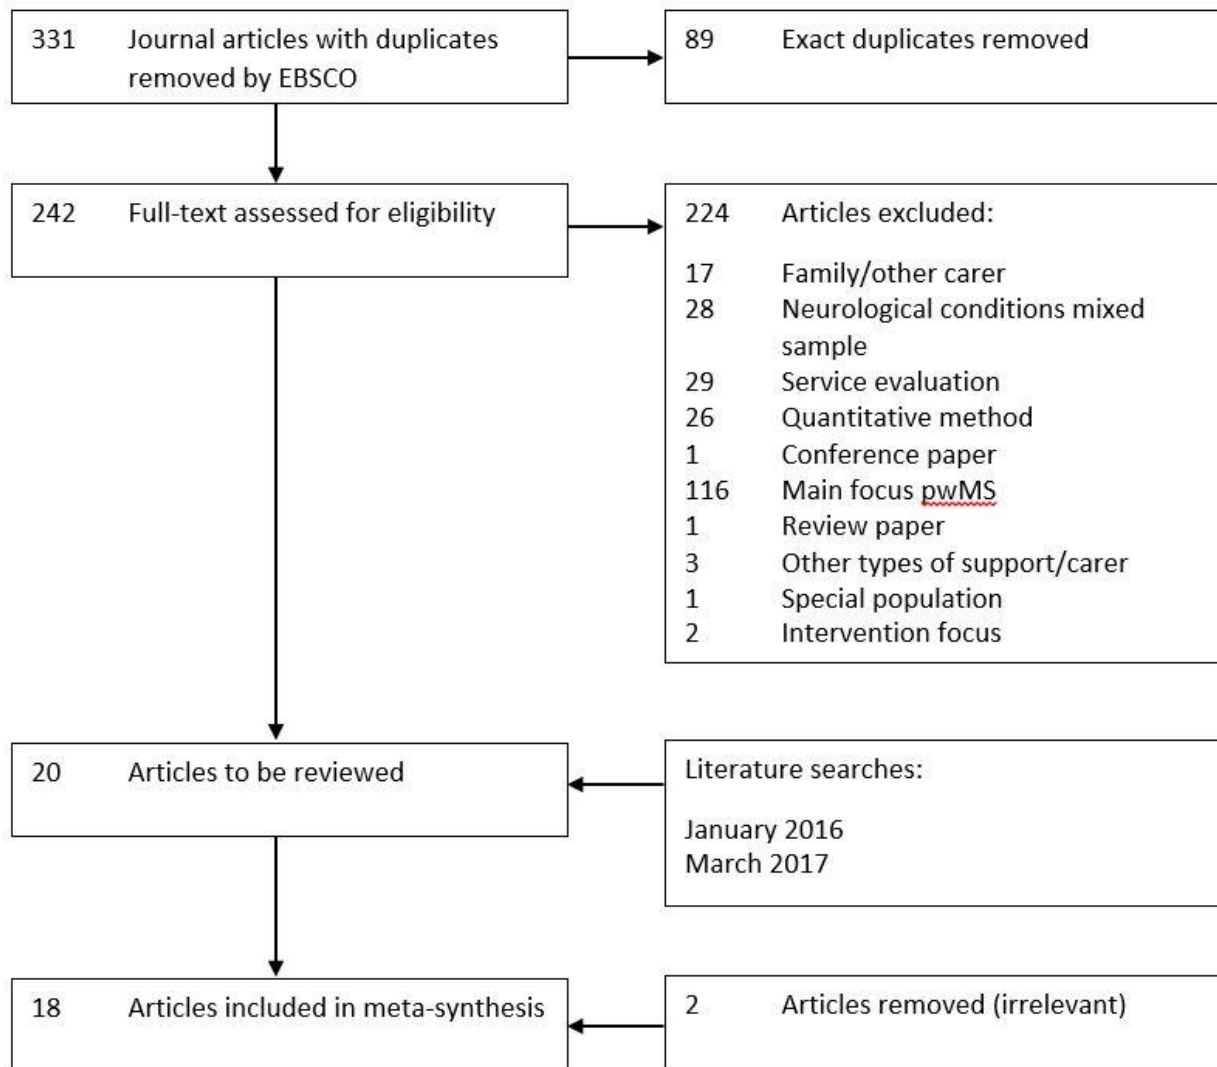 331 Journal articles with duplicates
removed by EBSCO
89 Exact duplicates removed
242 Full-text assessed for eligibility
224 Articles excluded:
17 Family/other carer
28 Neurological conditions mixed
sample
29 Service evaluation
26 Quantitative method
1 Conference paper
116 Main focus pwMS
1 Review paper
3 Other types of support/carer
1 Special population
2 Intervention focus
20 Articles to be reviewed
Literature searches:
January 2016
March 2017
18 Articles included in meta-synthesis
2 Articles removed (irrelevant)